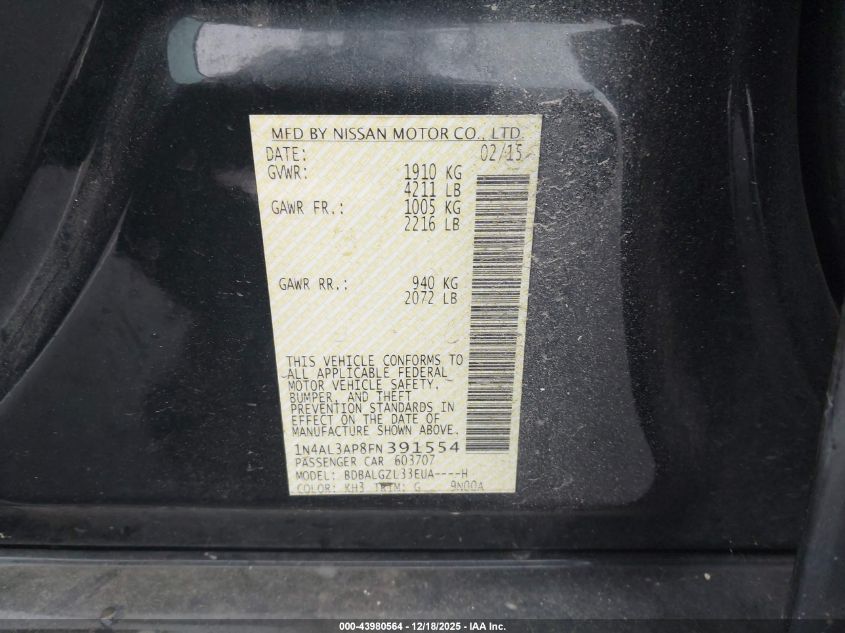 MFD BY NISSAN MOTOR CO., LTD.
DATE: 02/15
GVWR: 1910 KG
4211 LB
GAWR FR.: 1005 KG
2216 LB
GAWR RR.: 940 KG
2072 LB
THIS VEHICLE CONFORMS TO
ALL APPLICABLE FEDERAL
MOTOR VEHICLE SAFETY,
BUMPER, AND THEFT
PREVENTION STANDARDS IN
EFFECT ON THE DATE OF
MANUFACTURE SHOWN ABOVE.
1N4AL3AP8FN391554
PASSENGER CAR 603707
MODEL: BDBALGZL33EUA----H
COLOR: KH3 TRIM: G 9N00A
000-43980564 - 12/18/2025 - IAA Inc.